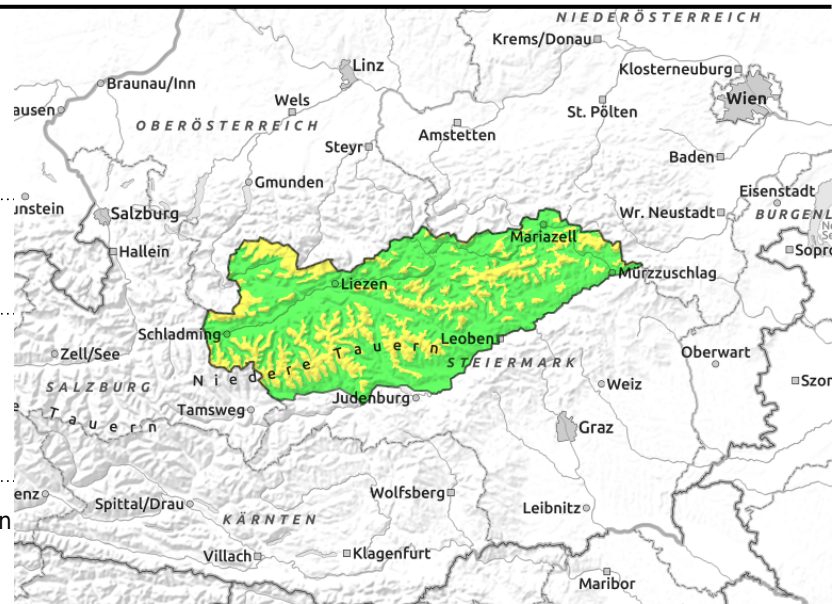 NIEDERÖSTERREICH
Krems/Donau
Linz
Klosterneuburg
Braunau/Inn
Wien
Wels
ausen
St. Pölten
OBERÖSTERREICH
Amstetten
Steyr
Baden
Gmunden
Eisenstadt
unstein
Salzburg
Wr. Neustadt
BURGENL
Mariazell
Hallein
Sopro
Mürzzuschlag
Liezen
Schladming
Leoben
Zell/See
Oberwart
STEIERMARK
Niedere Tauern
SALZBURG
Weiz
Szor
Judenburg
Tamsweg
e Tauern
Graz
enz
Wolfsberg
Spittal/Drau
Leibnitz
n
KÄRNTEN
Villach
Klagenfurt
Maribor